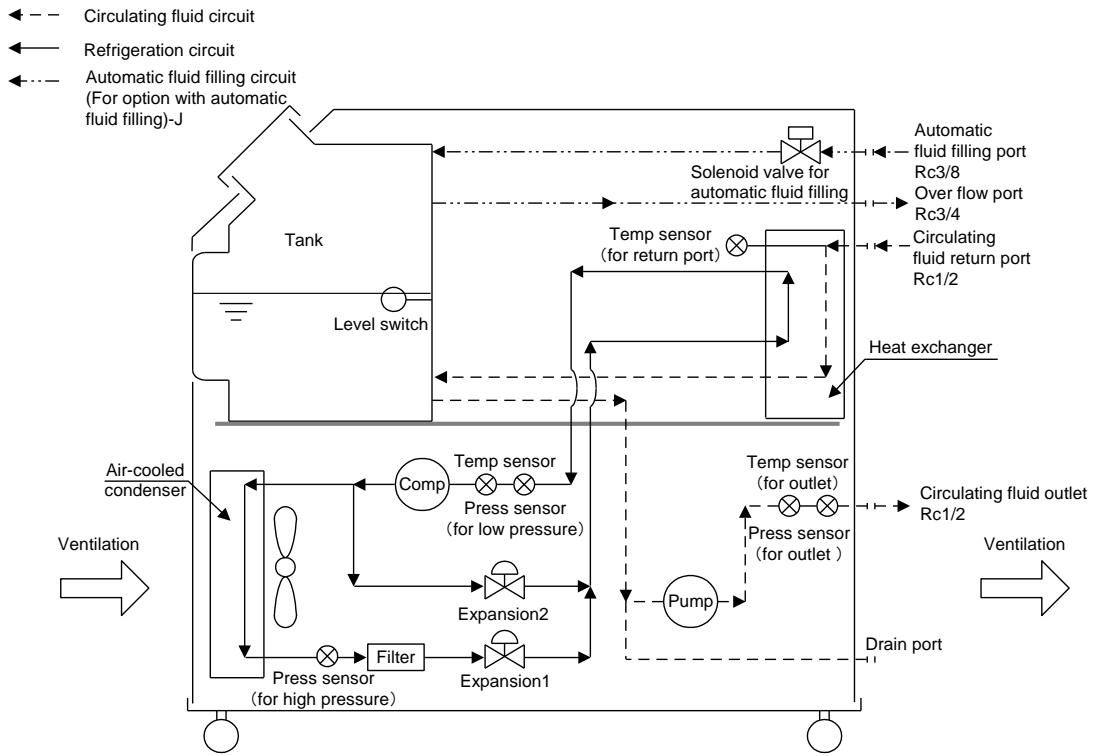 Circulating fluid circuit
Refrigeration circuit
Automatic fluid filling circuit
(For option with automatic
fluid filling)-J
Automatic
fluid filling port
Rc3/8
Solenoid valve for
automatic fluid filling
Over flow port
Rc3/4
Tank
Temp sensor
(for return port)
Circulating
fluid return port
Rc1/2
Level switch
Heat exchanger
Air-cooled
condenser
Comp
Temp sensor
Press sensor
(for low pressure)
Temp sensor
(for outlet)
Press sensor
(for outlet )
Circulating fluid outlet
Rc1/2
Ventilation
Ventilation
Expansion2
Pump
Drain port
Press sensor
(for high pressure)
Filter
Expansion1